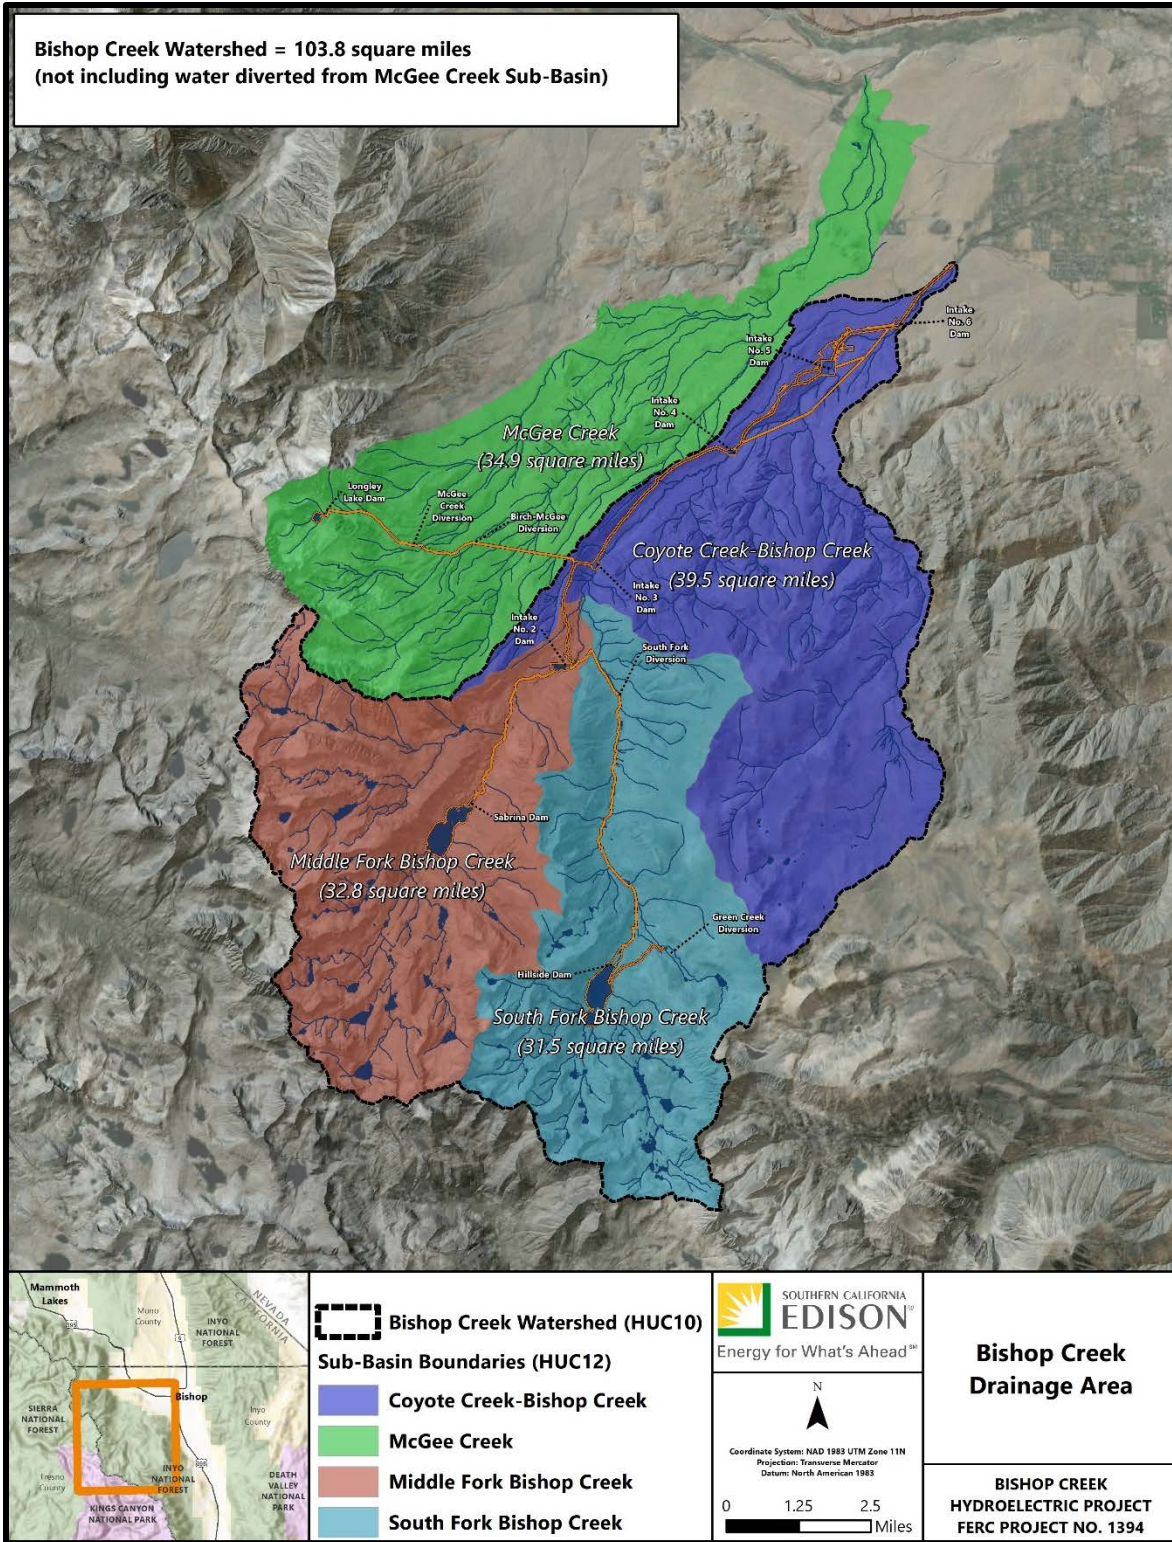 Bishop Creek Watershed = 103.8 square miles
(not including water diverted from McGee Creek Sub-Basin)
Intake
No. 6
Dam
Intake
No. 5
Dam
Intake
No. 4
Dam
McGee Creek
(34.9 square miles)
Longley
Lake Dam
McGee
Creek
Diversion
Birch-McGee
Diversion
Coyote Creek-Bishop Creek
(39.5 square miles)
Intake
No. 3
Dam
Intake
No. 2
Dam
South Fork
Diversion
Sabrina Dam
Middle Fork Bishop Creek
(32.8 square miles)
Green Creek
Diversion
Hillside Dam
South Fork Bishop Creek
(31.5 square miles)
Mammoth
Lakes
Mono
County
NEVADA
CALIFORNIA
INYO
NATIONAL
FOREST
395
6
Bishop
SIERRA
NATIONAL
FOREST
Inyo
County
395
Fresno
County
INYO
NATIONAL
FOREST
DEATH
VALLEY
NATIONAL
PARK
KINGS CANYON
NATIONAL PARK
Bishop Creek Watershed (HUC10)
Sub-Basin Boundaries (HUC12)
Coyote Creek-Bishop Creek
McGee Creek
Middle Fork Bishop Creek
South Fork Bishop Creek
SOUTHERN CALIFORNIA
EDISON®
Energy for What's Ahead℠
N
Coordinate System: NAD 1983 UTM Zone 11N
Projection: Transverse Mercator
Datum: North American 1983
0 1.25 2.5
Miles
Bishop Creek
Drainage Area
BISHOP CREEK
HYDROELECTRIC PROJECT
FERC PROJECT NO. 1394